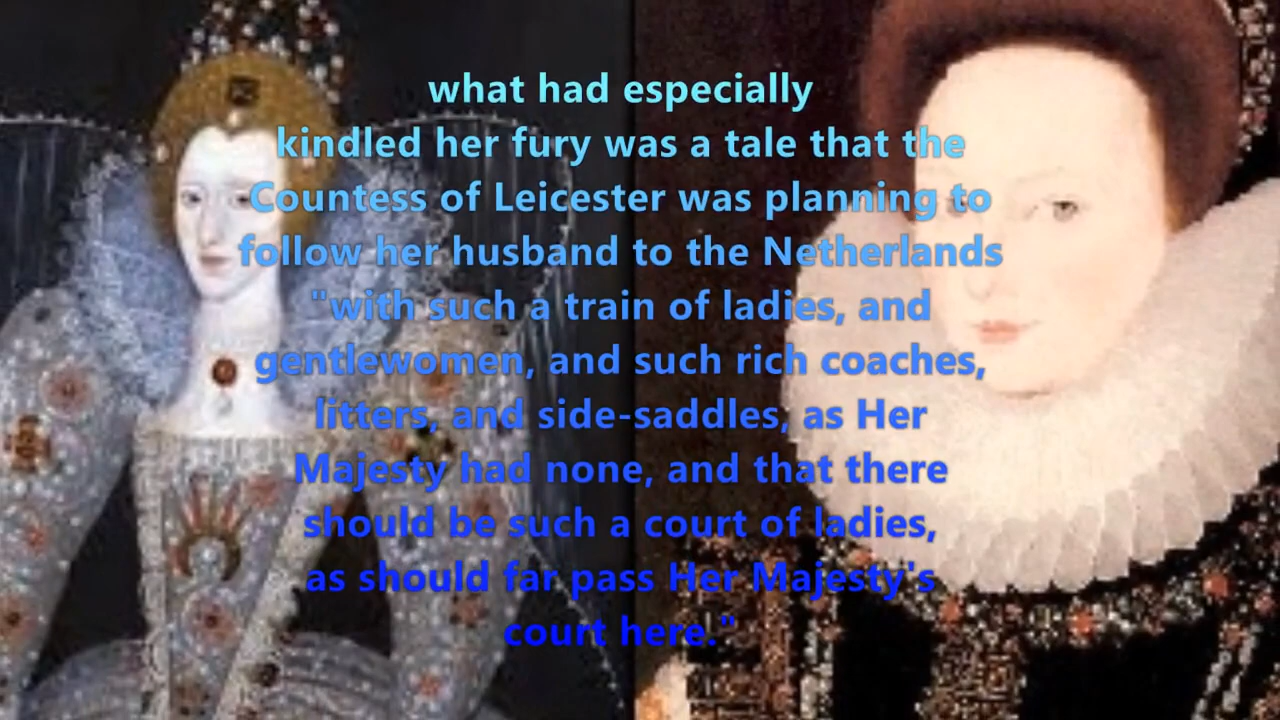 what had especially
kindled her fury was a tale that the
Countess of Leicester was planning to
follow her husband to the Netherlands
"with such a train of ladies, and
gentlewomen, and such rich coaches,
litters, and side-saddles, as Her
Majesty had none, and that there
should be such a court of ladies,
as should far pass Her Majesty's
court here."